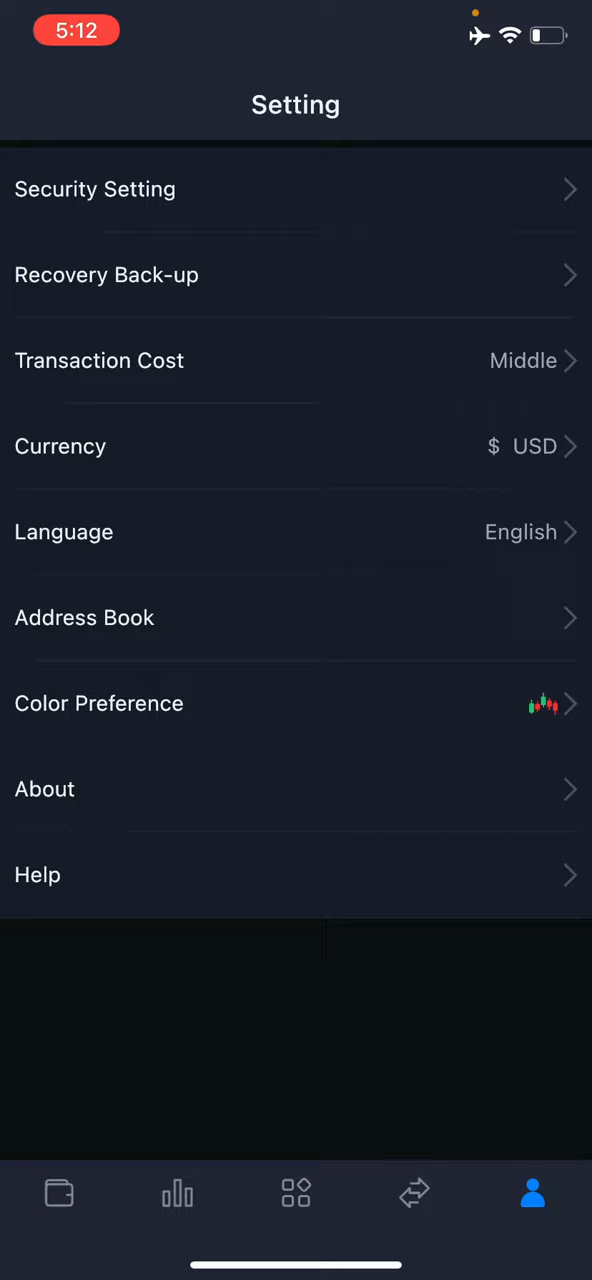 5:12
Setting
Security Setting
Recovery Back-up
Transaction Cost Middle
Currency $ USD
Language English
Address Book
Color Preference
About
Help